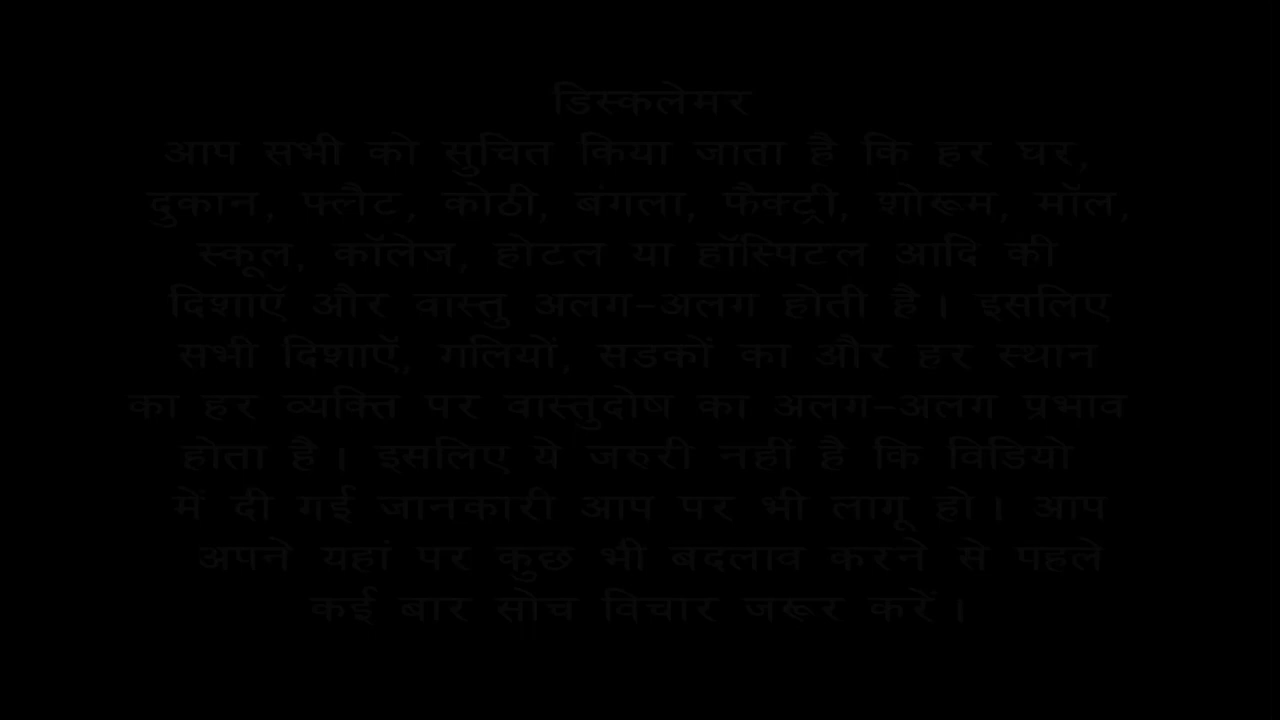 डिस्कलेमर
आप सभी को सुचित किया जाता है कि हर घर,
दुकान, फ्लैट, कोठी, बंगला, फैक्ट्री, शोरूम, मॉल,
स्कूल, कॉलेज, होटल या हॉस्पिटल आदि की
दिशाएें और वास्तु अलग–अलग होती है। इसलिए
सभी दिशाएें, गलियों, सडकों का और हर स्थान
का हर व्यक्ति पर वास्तुदोष का अलग–अलग प्रभाव
होता है। इसलिए ये जरुरी नहीं है कि विडियो
में दी गई जानकारी आप पर भी लागू हो। आप
अपने यहां पर कुछ भी बदलाव करने से पहले
कई बार सोच विचार जरूर करें।